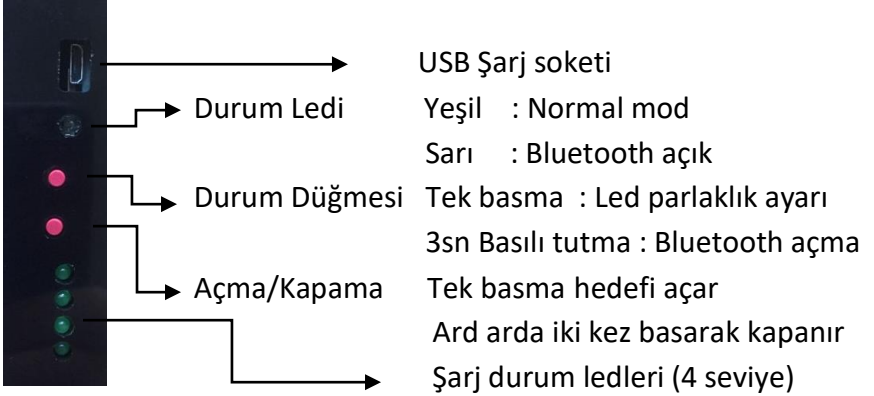 USB Şarj soketi
Durum Ledi Yeşil : Normal mod
Sarı : Bluetooth açık
Durum Düğmesi Tek basma : Led parlaklık ayarı
3sn Basılı tutma : Bluetooth açma
Açma/Kapama Tek basma hedefi açar
Ard arda iki kez basarak kapanır
Şarj durum ledleri (4 seviye)